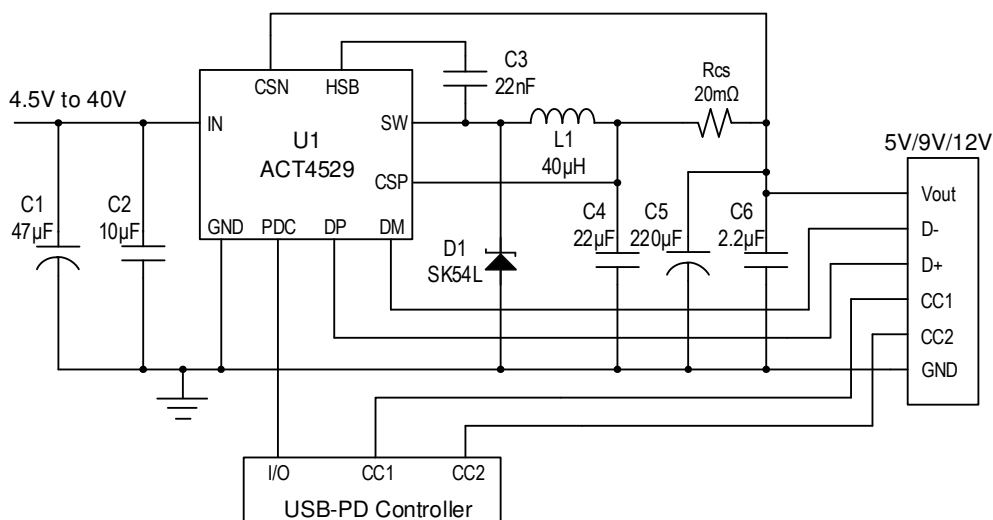 4.5V to 40V
CSN
HSB
C3
22nF
Rcs
20mΩ
IN
U1
ACT4529
SW
CSP
L1
40µH
5V/9V/12V
GND
PDC
DP
DM
C1
47µF
C2
10µF
D1
SK54L
C4
22µF
C5
220µF
C6
2.2µF
Vout
D-
D+
CC1
CC2
GND
I/O
CC1
CC2
USB-PD Controller